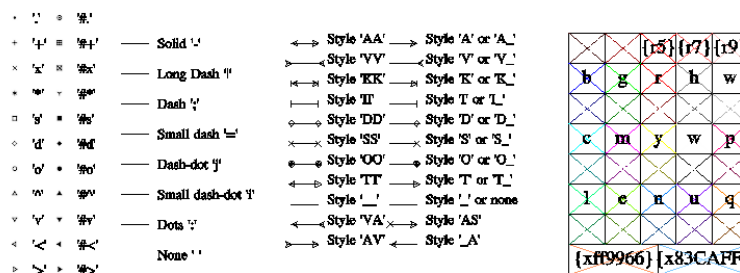 '.' '#.'
'+' '#+'
'x' '#x'
'*' '#*'
's' '#s'
'd' '#d'
'o' '#o'
'^' '#^'
'v' '#v'
'<' '#<'
'>' '#>'
Solid '-'
Long Dash '|'
Dash ';'
Small dash '='
Dash-dot 'j'
Small dash-dot 'i'
Dots ':'
None ' '
Style 'AA' Style 'A' or 'A_'
Style 'VV' Style 'V' or 'V_'
Style 'KK' Style 'K' or 'K_'
Style 'II' Style 'I' or 'I_'
Style 'DD' Style 'D' or 'D_'
Style 'SS' Style 'S' or 'S_'
Style 'OO' Style 'O' or 'O_'
Style 'TT' Style 'T' or 'T_'
Style '__' Style '_' or none
Style 'VA' Style 'AS'
Style 'AV' Style '_A'
{r5} {r7} {r9
b g r h w
c m y w p
l e n u q
{xff9966} {x83CAFF